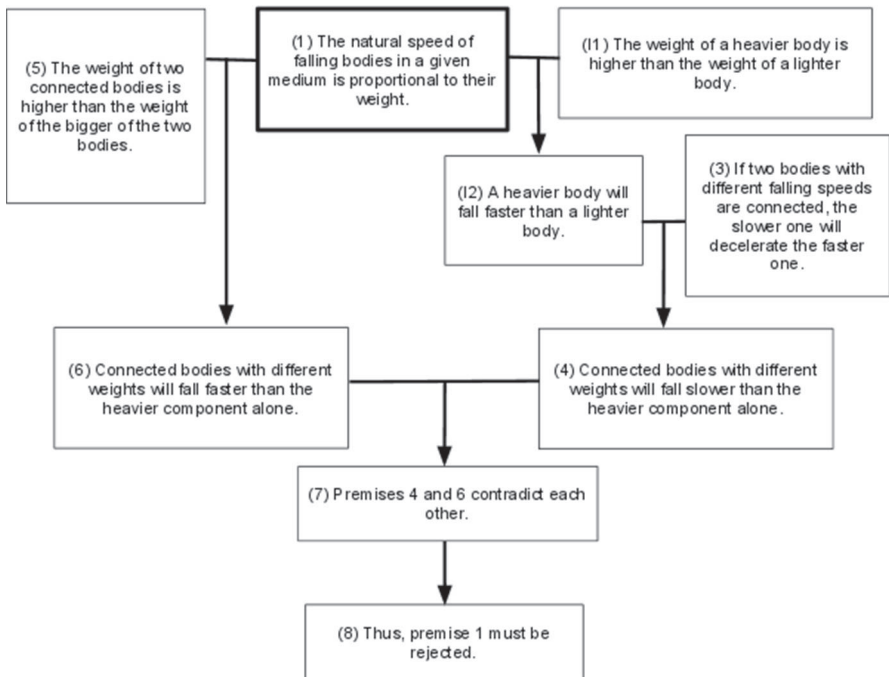 (5) The weight of two
connected bodies is
higher than the weight
of the bigger of the two
bodies.
(1) The natural speed of
falling bodies in a given
medium is proportional to their
weight.
(I1) The weight of a heavier body is
higher than the weight of a lighter
body.
(I2) A heavier body will
fall faster than a lighter
body.
(3) If two bodies with
different falling speeds
are connected, the
slower one will
decelerate the faster
one.
(6) Connected bodies with different
weights will fall faster than the
heavier component alone.
(4) Connected bodies with different
weights will fall slower than the
heavier component alone.
(7) Premises 4 and 6 contradict each
other.
(8) Thus, premise 1 must be
rejected.